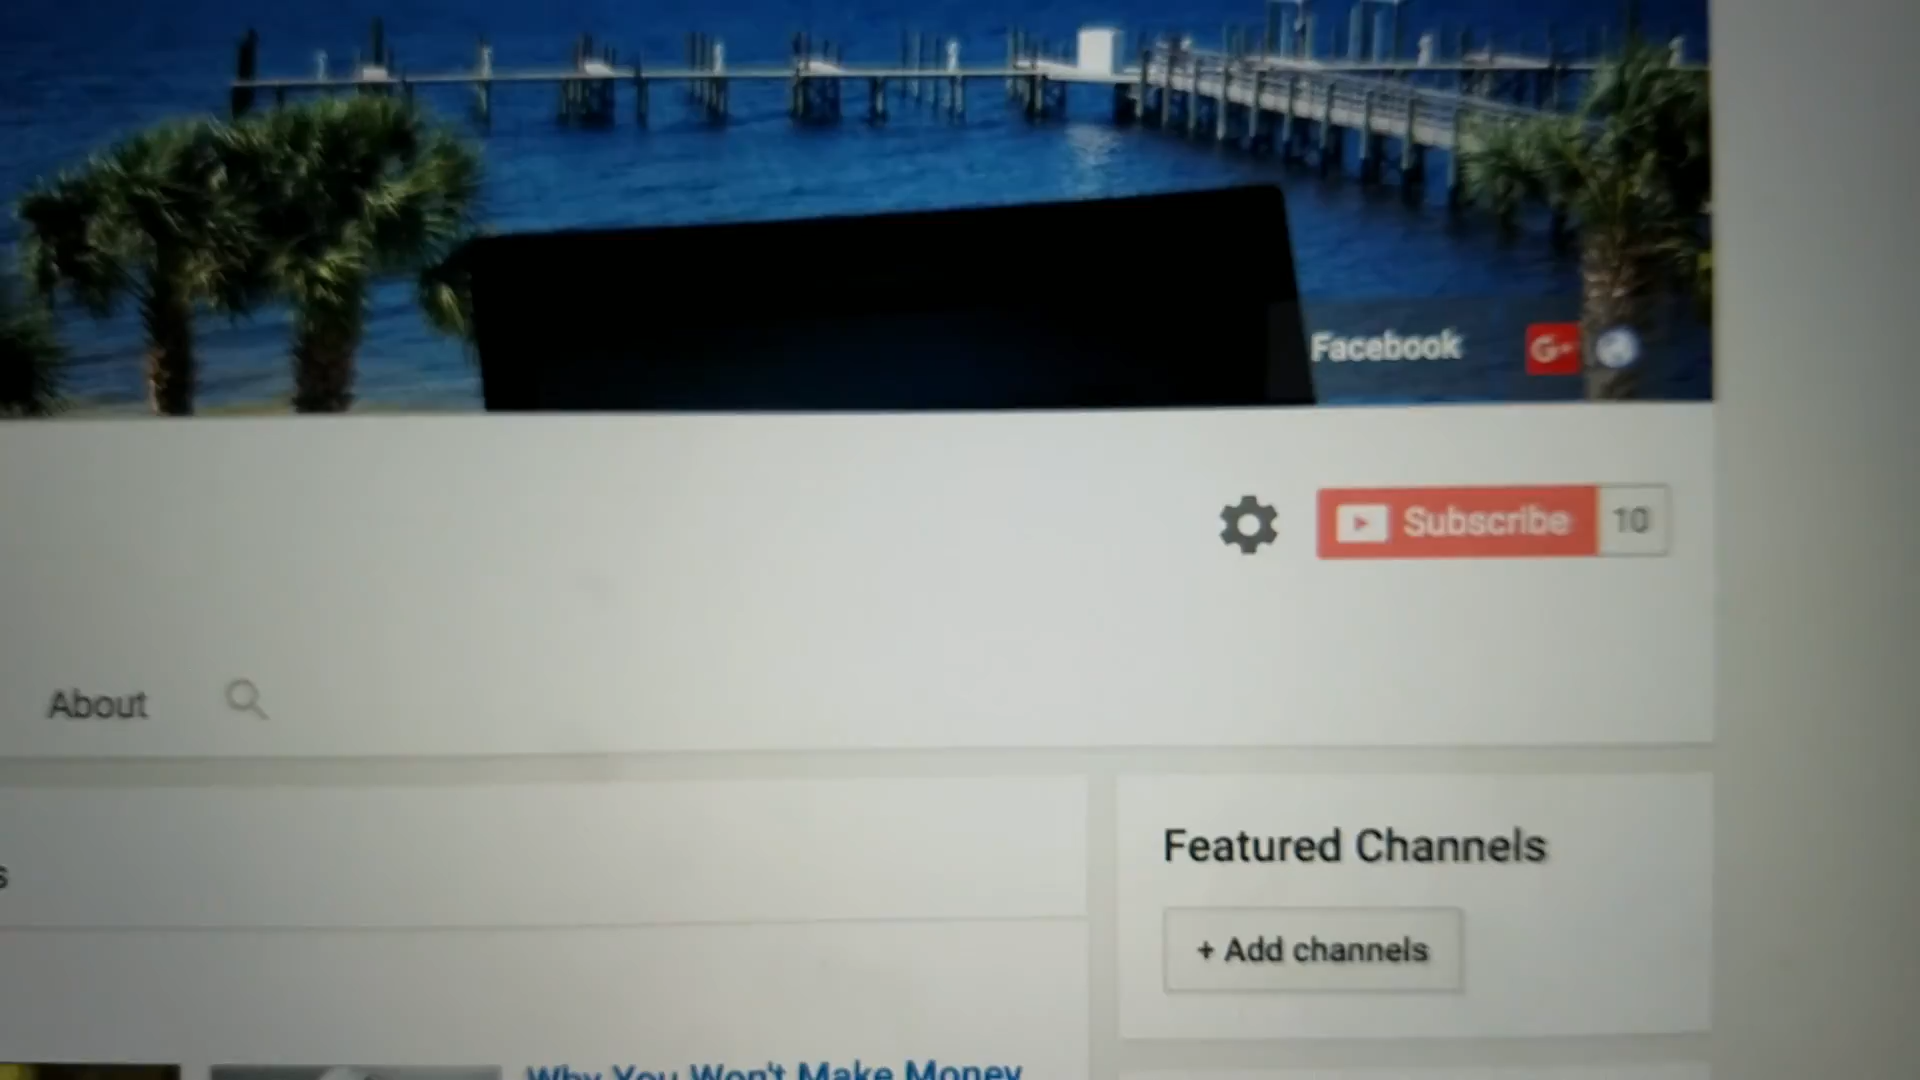 Facebook
G+
Subscribe 10
About
s
Featured Channels
+ Add channels
Why You Won't Make Money